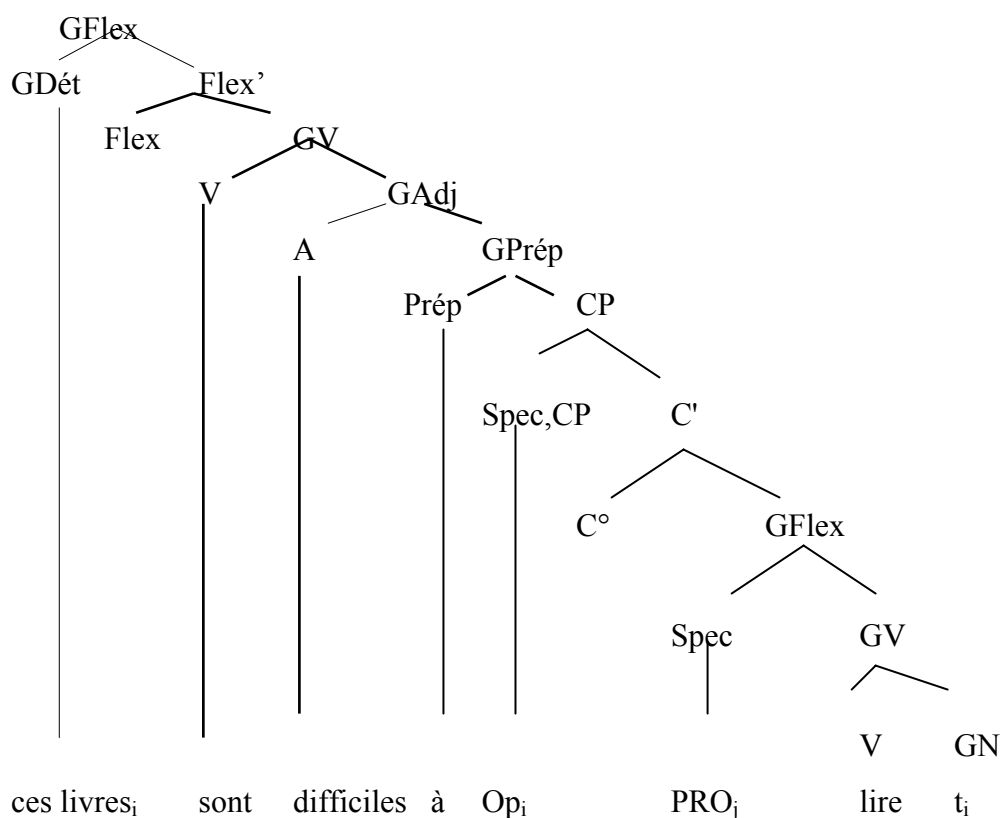 GFlex
GDét Flex’
Flex GV
V GAdj
A GPrép
Prép CP
Spec,CP C'
C° GFlex
Spec GV
V GN
ces livresᵢ sont difficiles à Opᵢ PROⱼ lire tᵢ